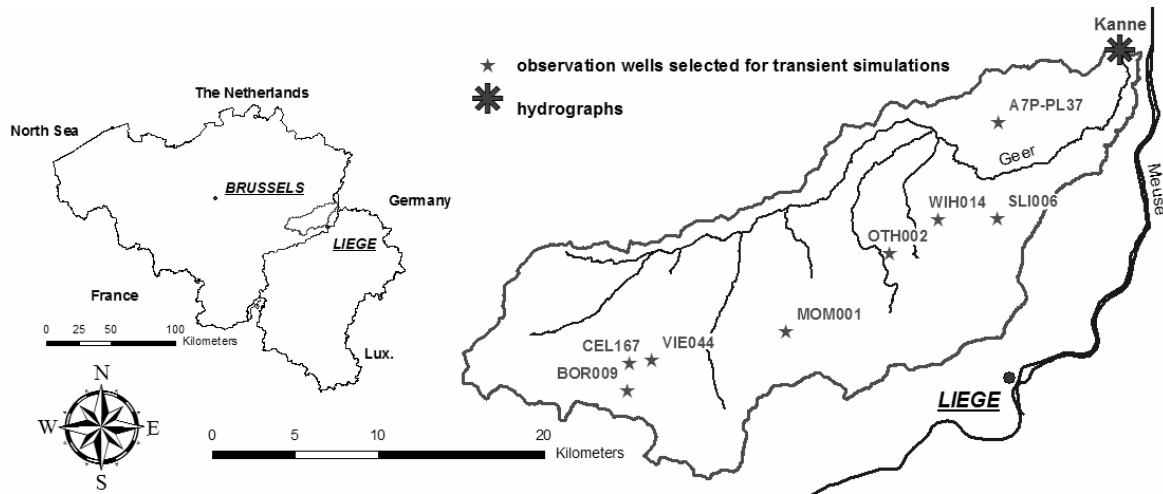 Kanne
observation wells selected for transient simulations
hydrographs
The Netherlands
North Sea
BRUSSELS
Germany
LIEGE
France
0 25 50 100
Kilometers
Lux.
N
W E
S
0 5 10 20
Kilometers
A7P-PL37
Geer
Meuse
WIH014
SLI006
OTH002
MOM001
CEL167
VIE044
BOR009
LIEGE